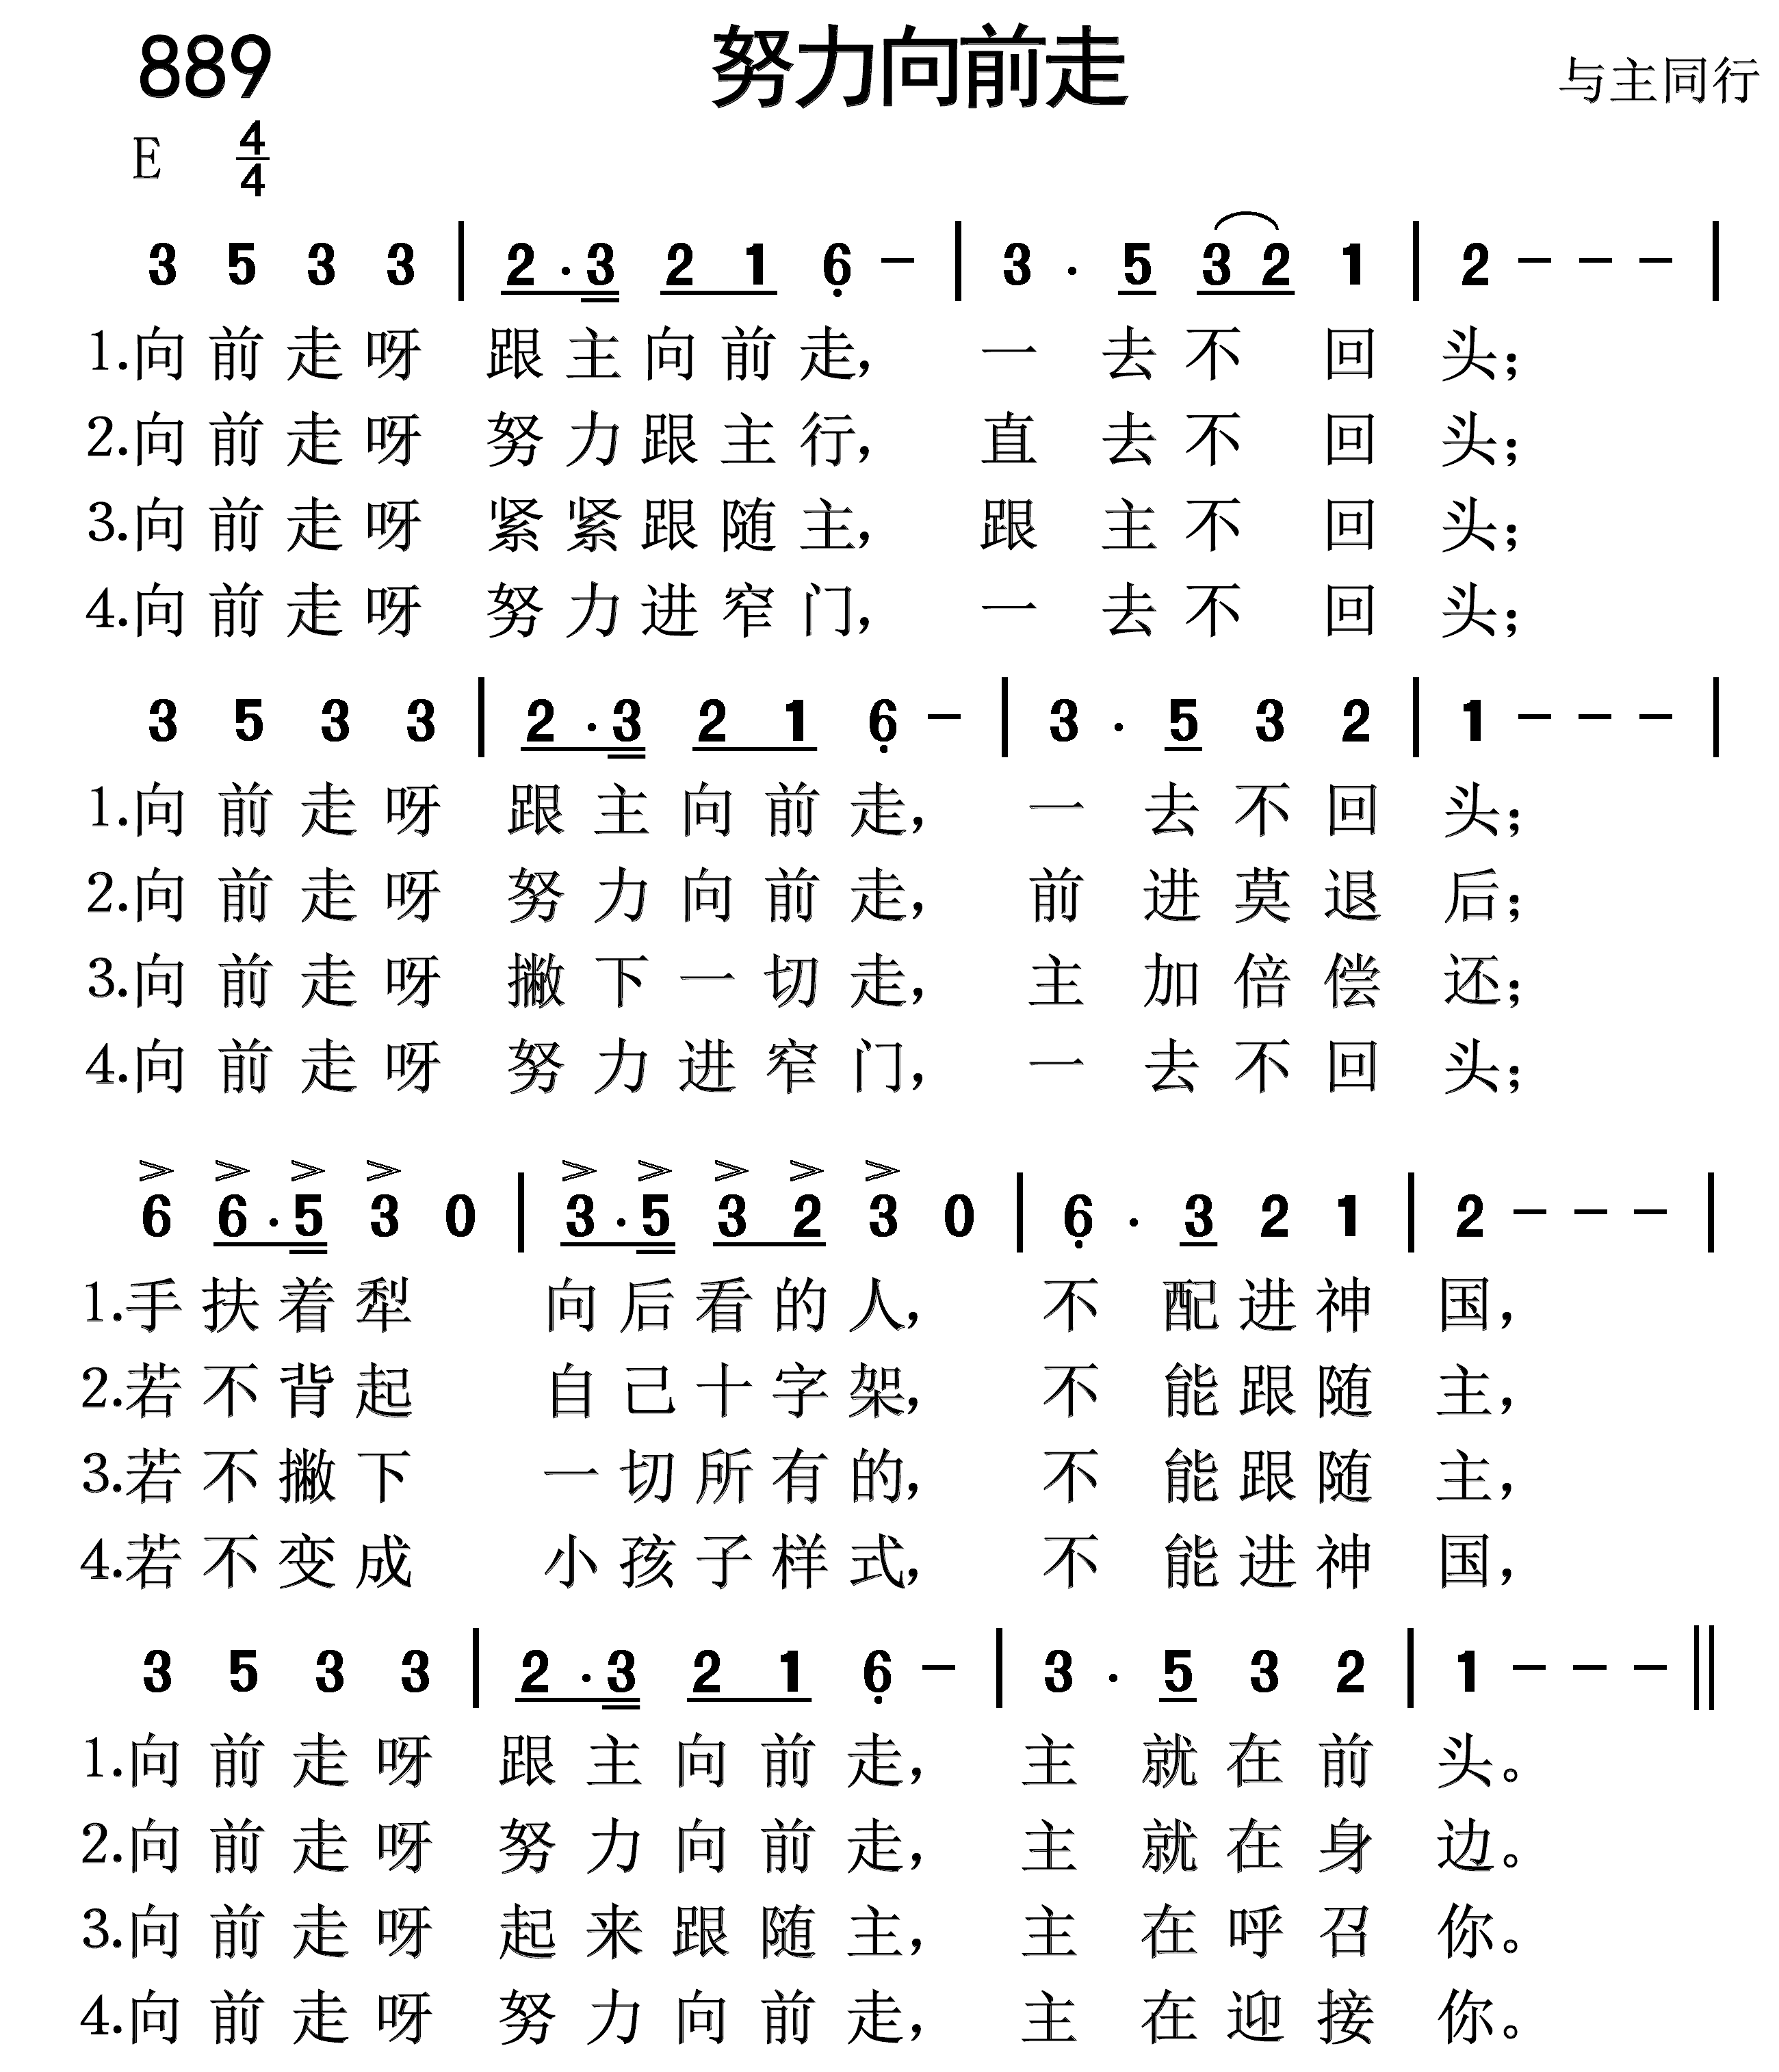 889 努力向前走 与主同行
E 4/4
3 5 3 3 | 2 · 3 2 1 6 – | 3 · 5 3 2 1 | 2 – – – |
1.向前走呀 跟主向前走， 一去不回头；
2.向前走呀 努力跟主行， 直去不回头；
3.向前走呀 紧紧跟随主， 跟主不回头；
4.向前走呀 努力进窄门， 一去不回头；
3 5 3 3 | 2 · 3 2 1 6 – | 3 · 5 3 2 | 1 – – – |
1.向前走呀 跟主向前走， 一去不回头；
2.向前走呀 努力向前走， 前进莫退后；
3.向前走呀 撇下一切走， 主加倍偿还；
4.向前走呀 努力进窄门， 一去不回头；
> > > > > > > > >
6 6 · 5 3 0 | 3 · 5 3 2 3 0 | 6 · 3 2 1 | 2 – – – |
1.手扶着犁 向后看的人， 不配进神国，
2.若不背起 自己十字架， 不能跟随主，
3.若不撇下 一切所有的， 不能跟随主，
4.若不变成 小孩子样式， 不能进神国，
3 5 3 3 | 2 · 3 2 1 6 – | 3 · 5 3 2 | 1 – – – ||
1.向前走呀 跟主向前走， 主就在前头。
2.向前走呀 努力向前走， 主就在身边。
3.向前走呀 起来跟随主， 主在呼召你。
4.向前走呀 努力向前走， 主在迎接你。